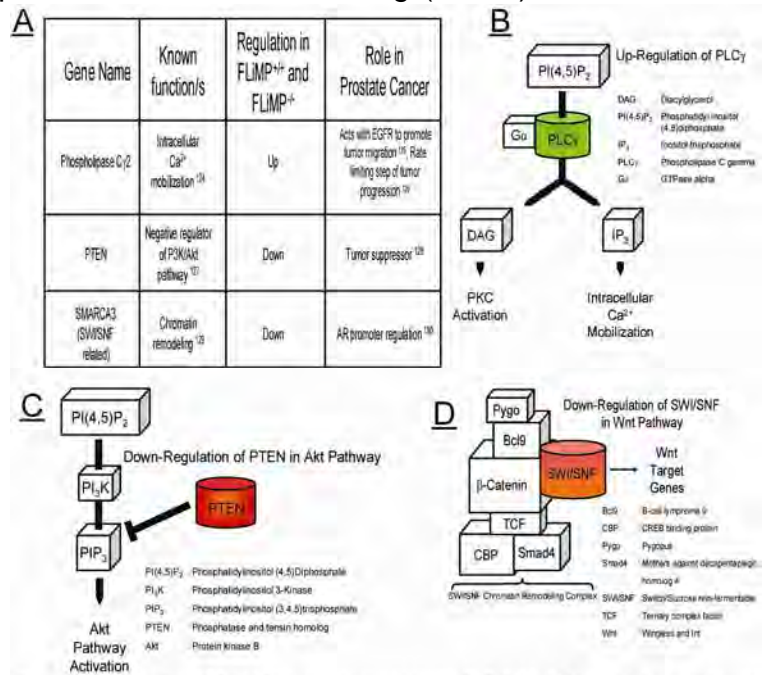 A
Gene Name
Known
function/s
Regulation in
FLiMP+/+ and
FLiMP-/-
Role in
Prostate Cancer
Phospholipase Cγ2
Intracellular
Ca2+
mobilization
Up
Acts with EGFR to promote
tumor migration
Rate
limiting step of tumor
progression
PTEN
Negative regulator
of P3K/Akt
pathway
Down
Tumor suppressor
SMARCA3
(SWI/SNF
related)
Chromatin
remodeling
Down
AR promoter regulation
B
Up-Regulation of PLCγ
PI(4,5)P2
Gα
PLCγ
DAG
IP3
PKC
Activation
Intracellular
Ca2+
Mobilization
DAG Diacylglycerol
PI(4,5)P2 Phosphatidyl inositol
(4,5)diphosphate
IP3 Inositol trisphosphate
PLCγ Phospholipase C gamma
Gα GTPase alpha
C
PI(4,5)P2
Down-Regulation of PTEN in Akt Pathway
PI3K
PTEN
PIP3
Akt
Pathway
Activation
PI(4,5)P2 Phosphatidylinositol (4,5)Diphosphate
PI3K Phosphatidylinositol 3-Kinase
PIP3 Phosphatidylinositol (3,4,5)trisphosphate
PTEN Phosphatase and tensin homolog
Akt Protein kinase B
D
Down-Regulation of SWI/SNF
in Wnt Pathway
Pygo
Bcl9
β-Catenin
SWI/SNF
TCF
CBP
Smad4
Wnt
Target
Genes
SWI/SNF Chromatin Remodeling Complex
Bcl9 B-cell lymphoma 9
CBP CREB binding protein
Pygo Pygopus
Smad4 Mothers against decapentaplegic
homolog 4
SWI/SNF Switch/Sucrose non-fermentable
TCF Ternary complex factor
Wnt Wingless and Int